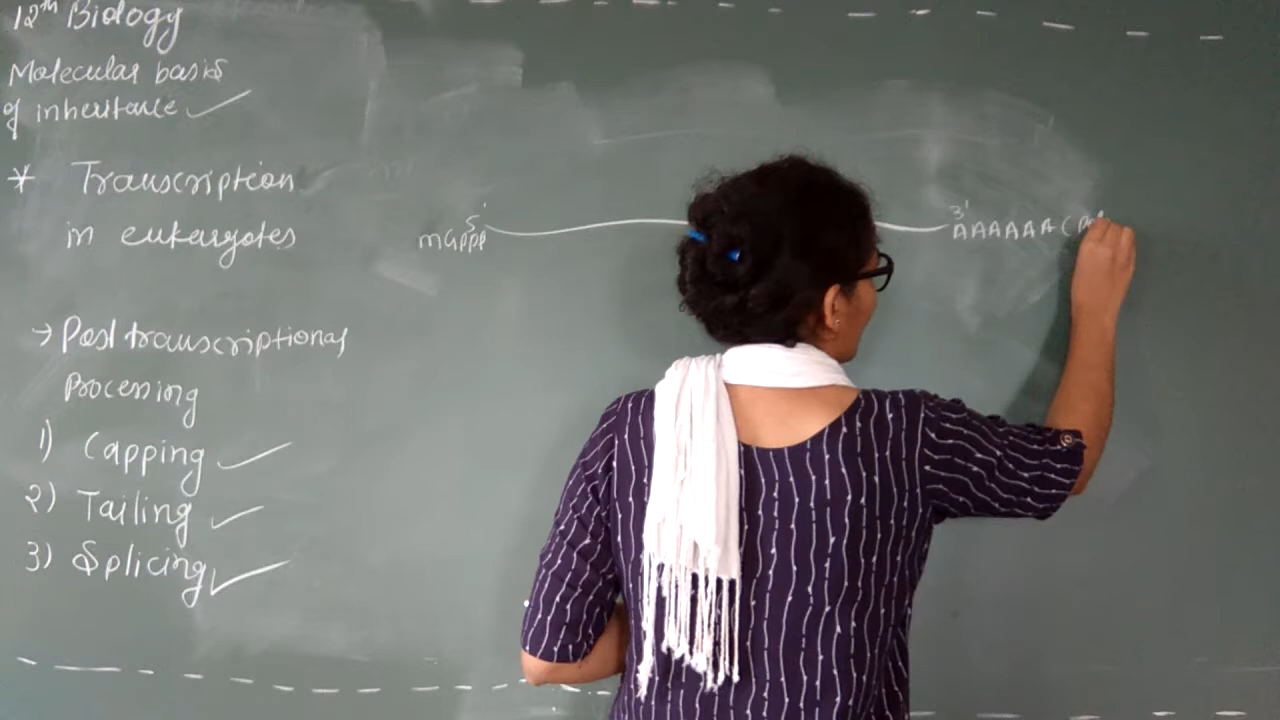 12th Biology
Molecular basis
of inheritance
* Transcription
in eukaryotes
5'
mGppp
3'
AAAAAA (
→ Post transcriptional
Processing
1) Capping
2) Tailing
3) Splicing